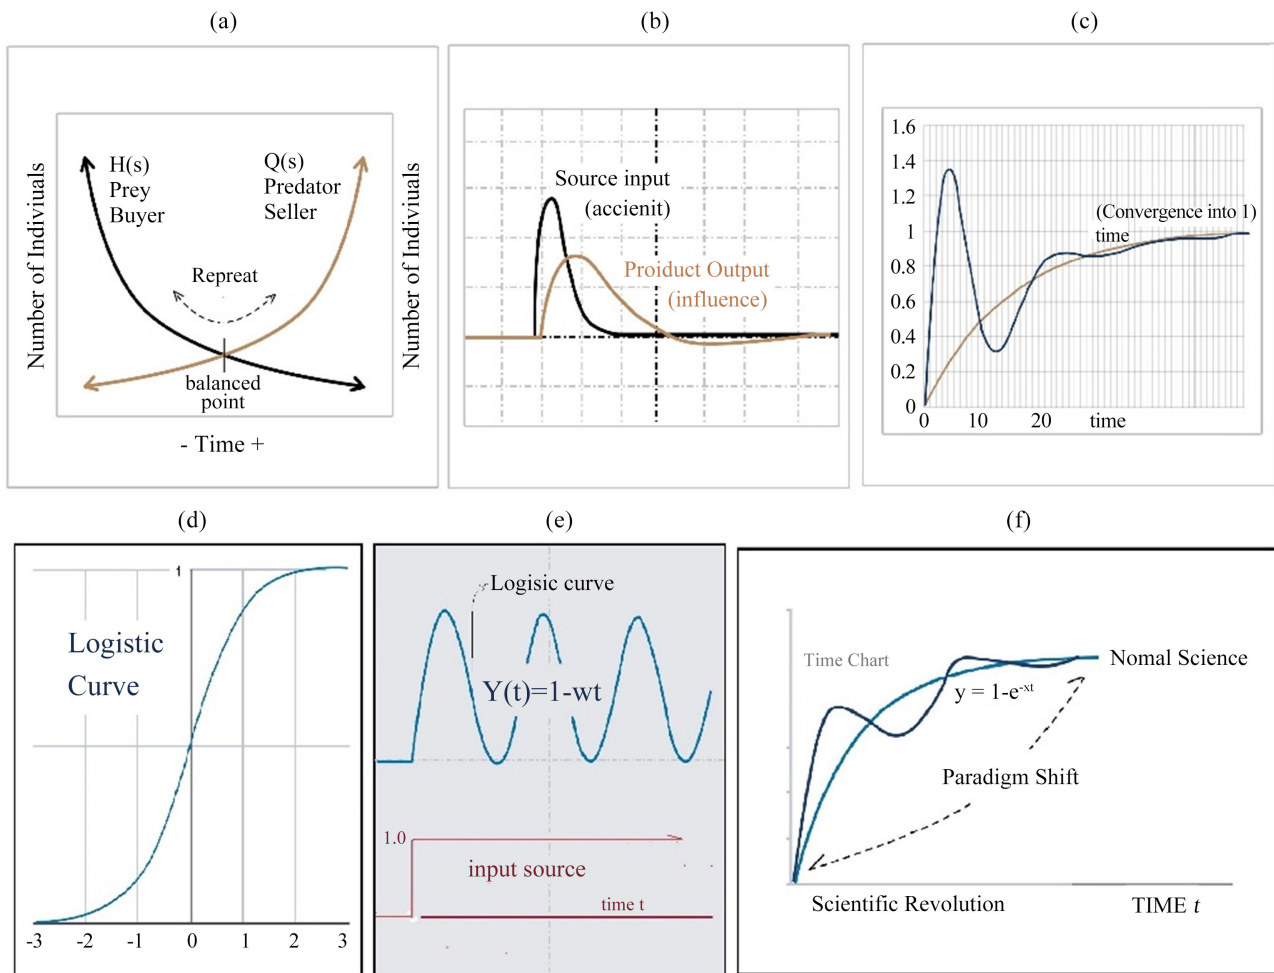 (a)
Number of Indiviuals
H(s)
Prey
Buyer
Q(s)
Predator
Seller
Repreat
balanced
point
Number of Indiviuals
- Time +
(b)
Source input
(accienit)
Proiduct Output
(influence)
(c)
1.6
1.4
1.2
1
0.8
0.6
0.4
0.2
0
(Convergence into 1)
time
0 10 20 time
(d)
1
Logistic
Curve
-3 -2 -1 0 1 2 3
(e)
Logisic curve
Y(t)=1-wt
1.0
input source
time t
(f)
Time Chart
Nomal Science
y = 1-e-xt
Paradigm Shift
Scientific Revolution
TIME t